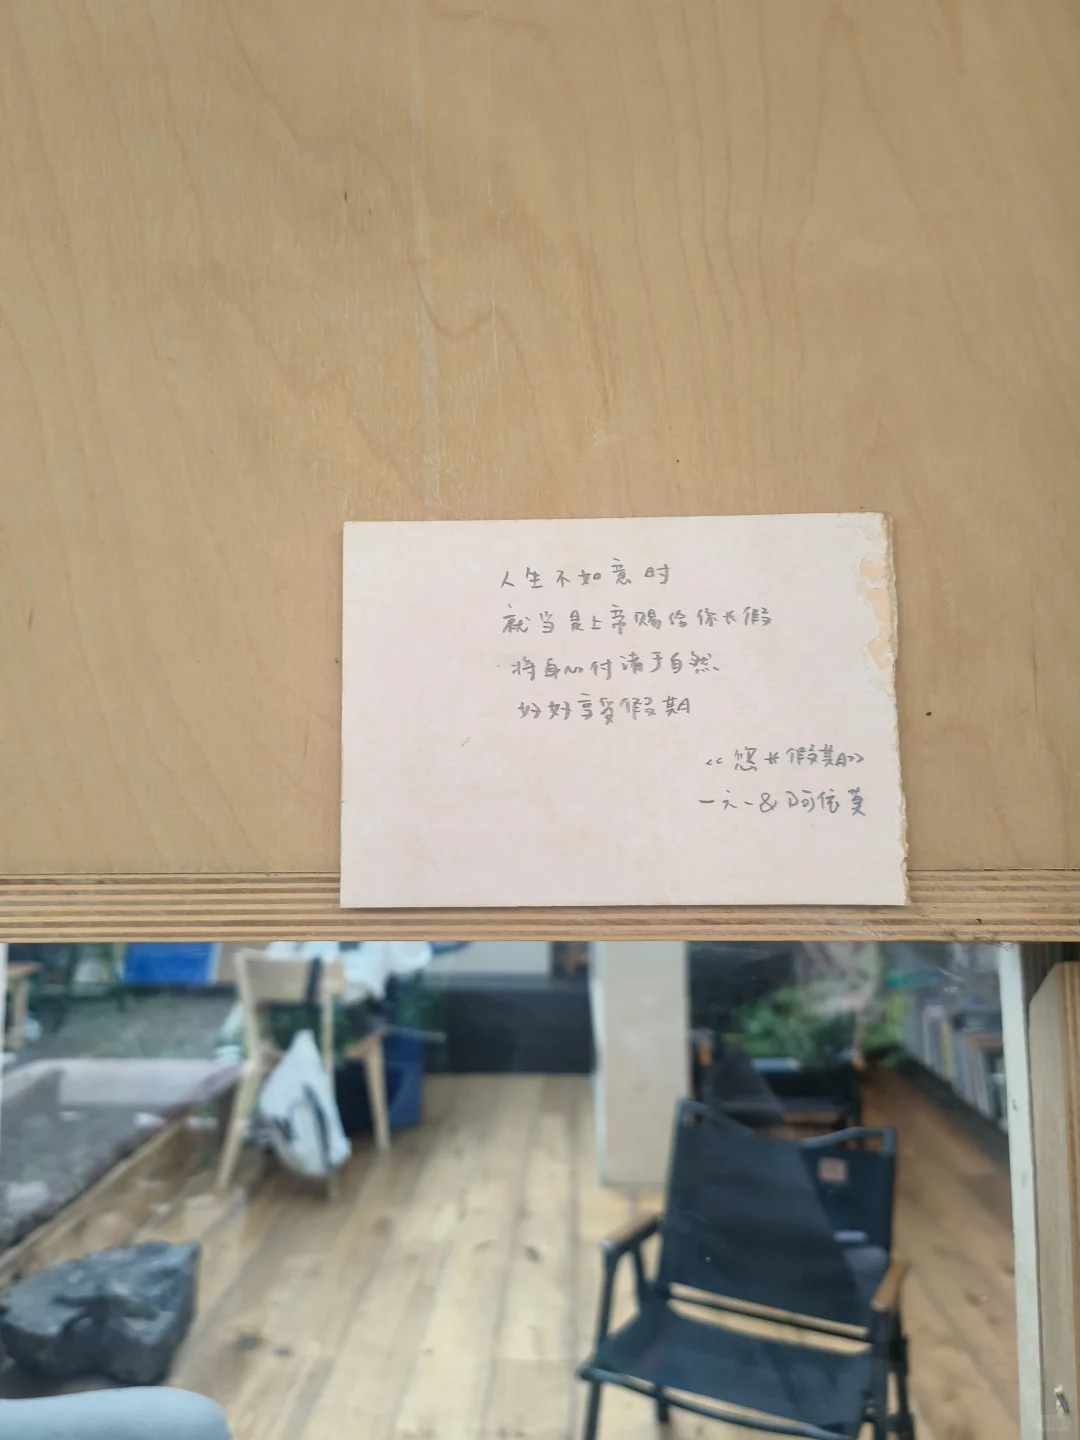 人生不如意时
就当是上帝赐给你长假
将身心付诸于自然
好好享受假期
《悠长假期》
一六一&阿依莫